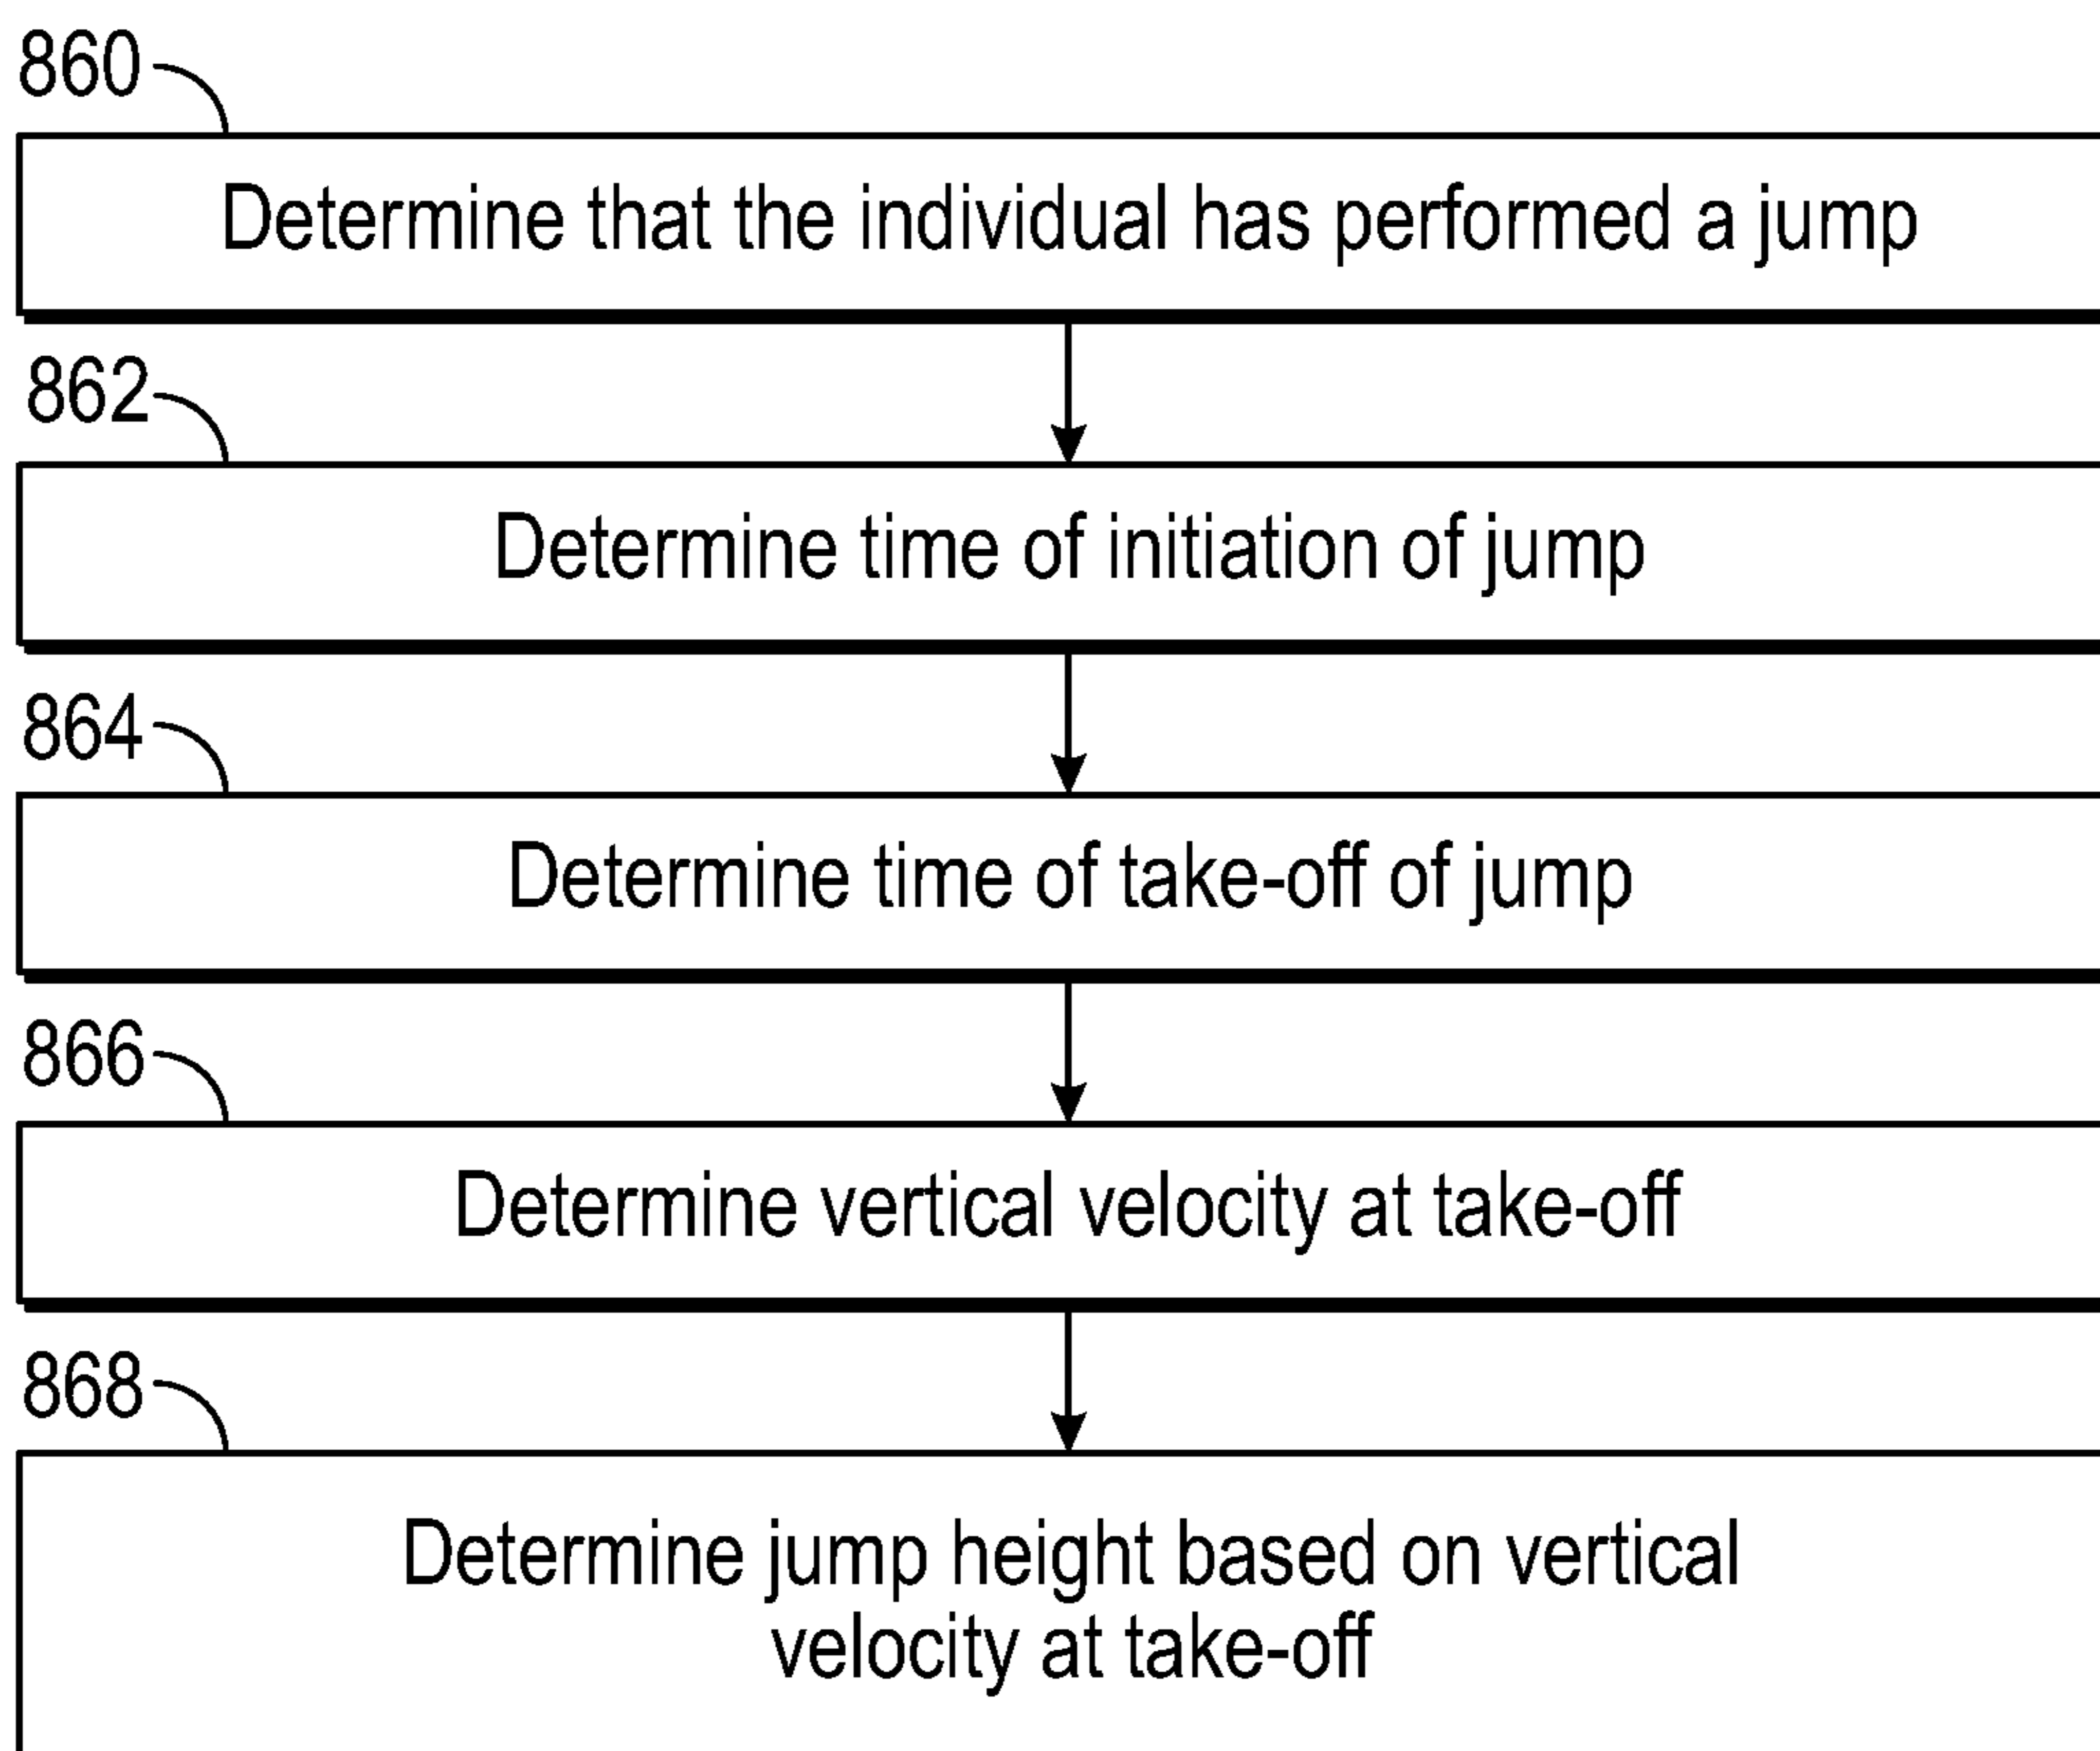 860
Determine that the individual has performed a jump
862
Determine time of initiation of jump
864
Determine time of take-off of jump
866
Determine vertical velocity at take-off
868
Determine jump height based on vertical
velocity at take-off